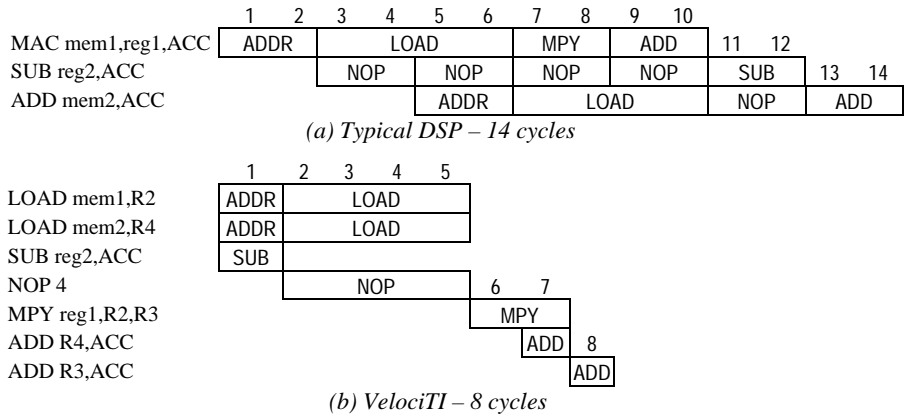 1 2 3 4 5 6 7 8 9 10
MAC mem1,reg1,ACC ADDR LOAD MPY ADD 11 12
SUB reg2,ACC NOP NOP NOP NOP SUB 13 14
ADD mem2,ACC ADDR LOAD NOP ADD
(a) Typical DSP – 14 cycles
1 2 3 4 5
LOAD mem1,R2 ADDR LOAD
LOAD mem2,R4 ADDR LOAD
SUB reg2,ACC SUB
NOP 4 NOP 6 7
MPY reg1,R2,R3 MPY
ADD R4,ACC ADD 8
ADD R3,ACC ADD
(b) VelociTI – 8 cycles